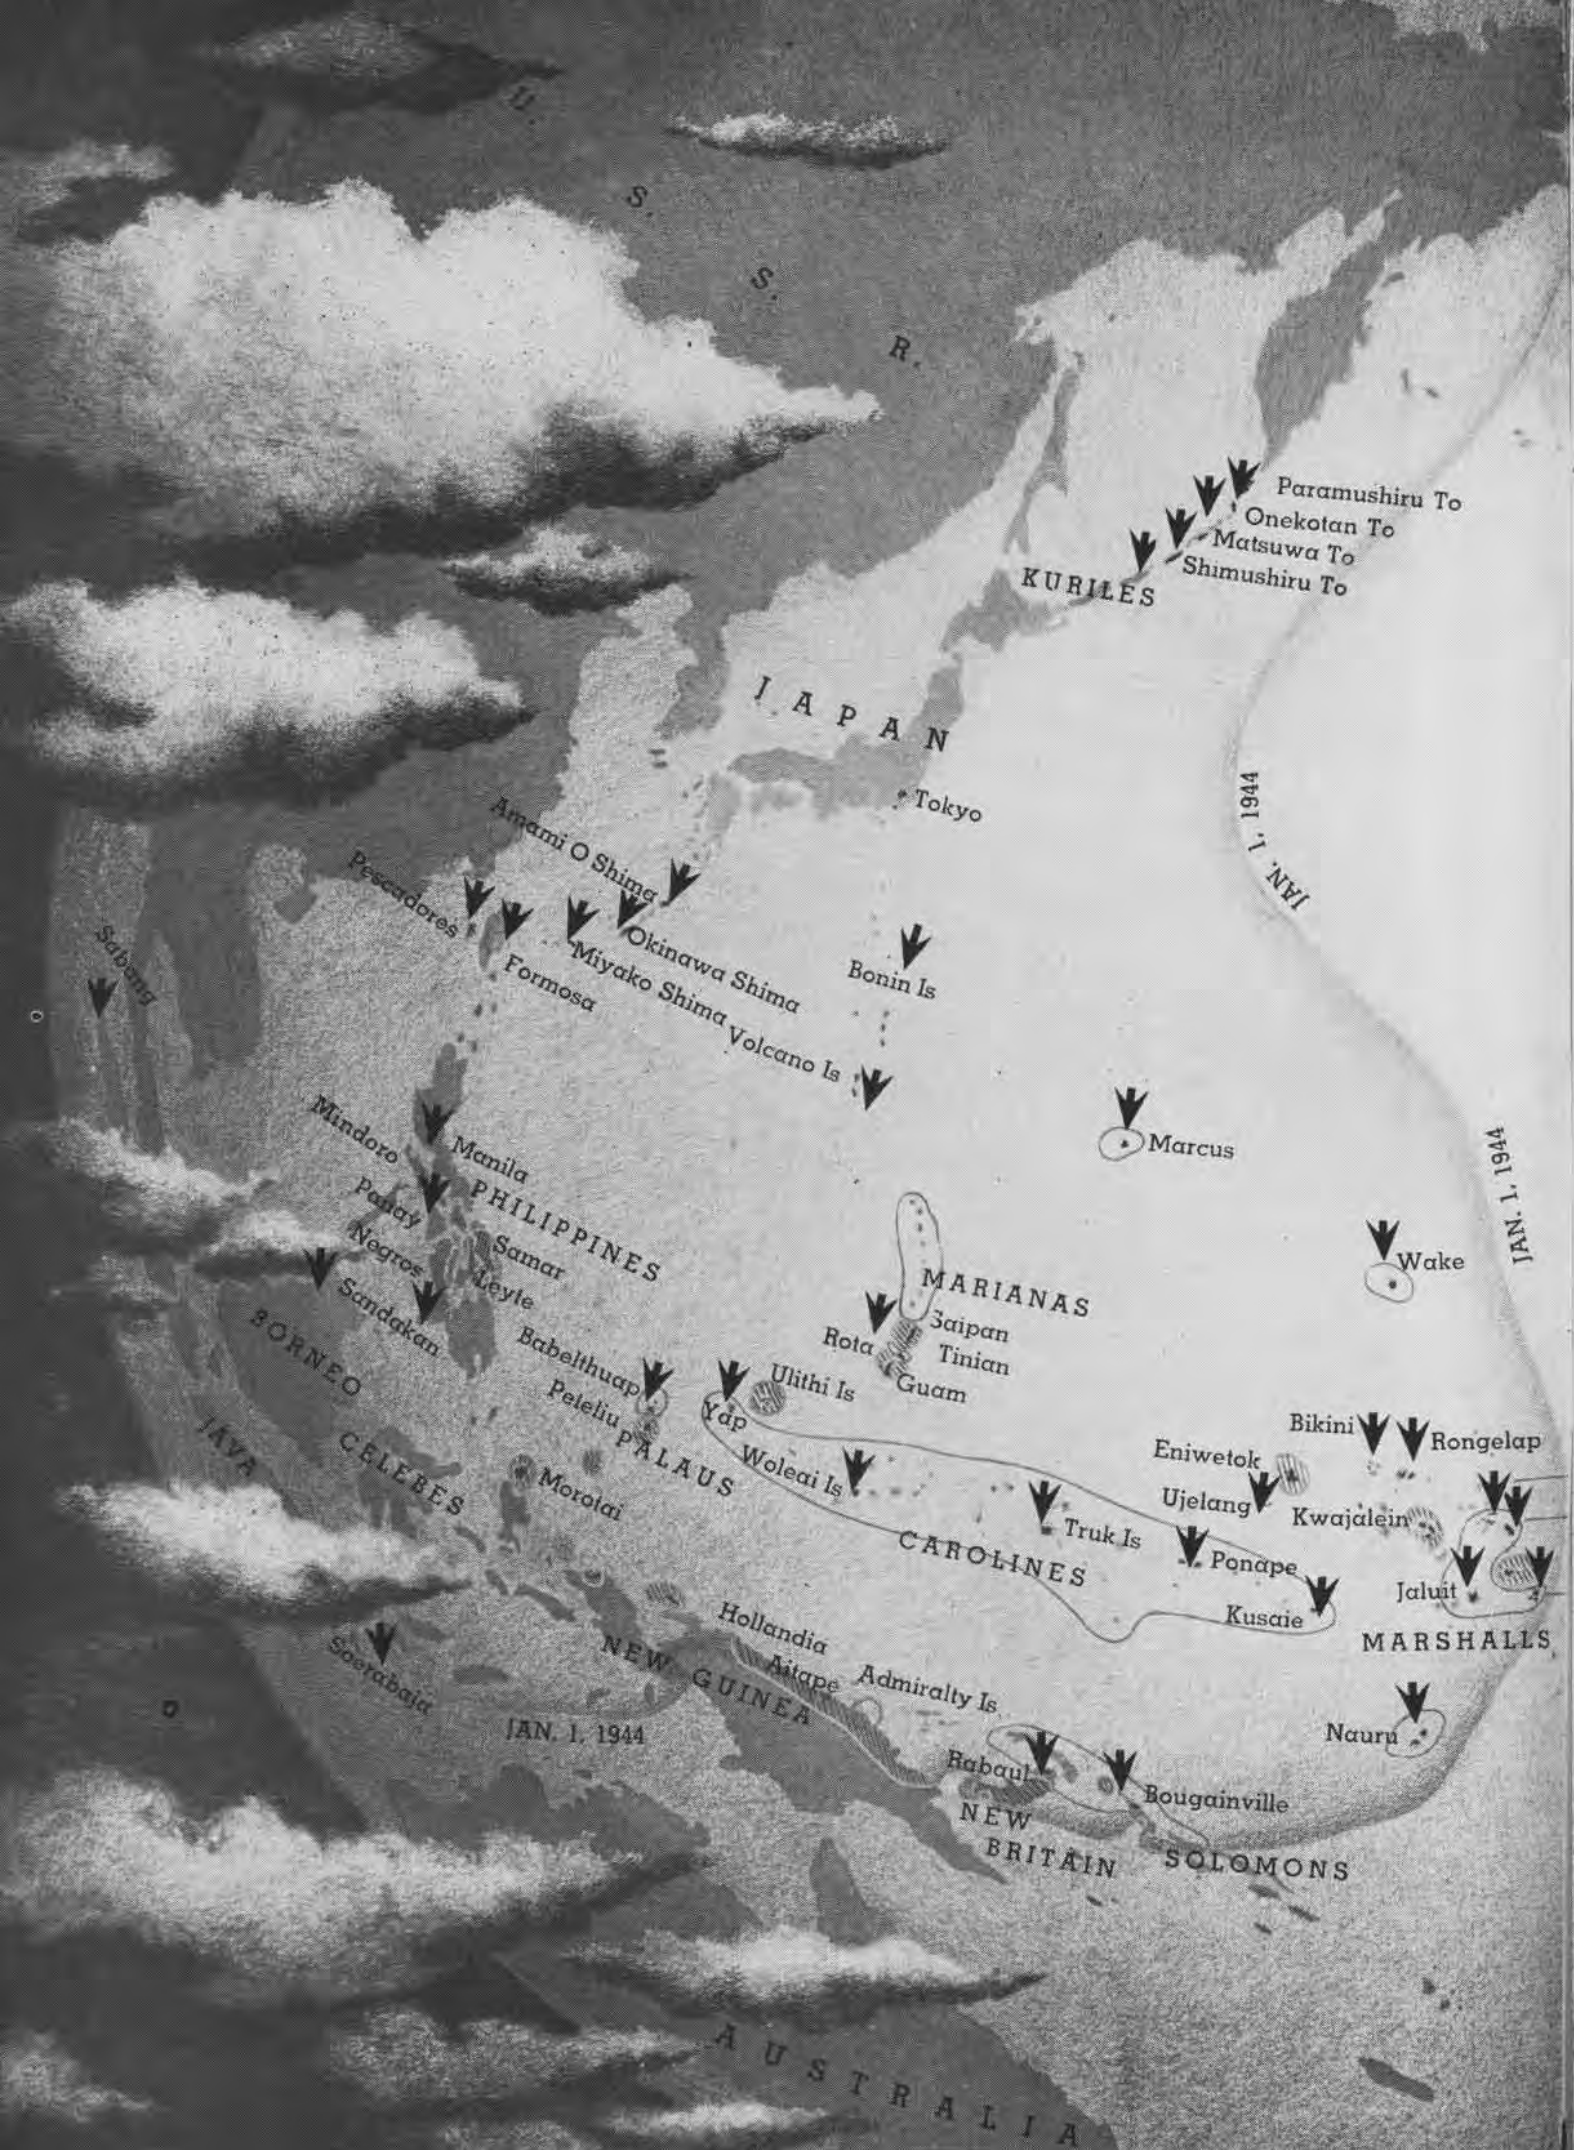 U. S. S. R.
Paramushiru To
Onekotan To
Matsuwa To
Shimushiru To
KURILES
JAPAN
Tokyo
JAN. 1, 1944
Amami O Shima
Pescadores
Okinawa Shima
Miyako Shima
Formosa
Bonin Is
Volcano Is
Sabang
Marcus
JAN. 1, 1944
Wake
Mindoro
Manila
PHILIPPINES
Panay
Negros
Samar
Leyte
Sandakan
BORNEO
MARIANAS
Saipan
Rota
Tinian
Guam
Babelthuap
Peleliu
PALAUS
Ulithi Is
Yap
Woleai Is
JAVA
CELEBES
Morotai
Bikini
Rongelap
Eniwetok
Ujelang
Kwajalein
Truk Is
CAROLINES
Ponape
Kusaie
Jaluit
MARSHALLS
Hollandia
NEW GUINEA
Aitape
Admiralty Is
Soerabaja
JAN. 1, 1944
Nauru
Rabaul
Bougainville
NEW
BRITAIN
SOLOMONS
AUSTRALIA